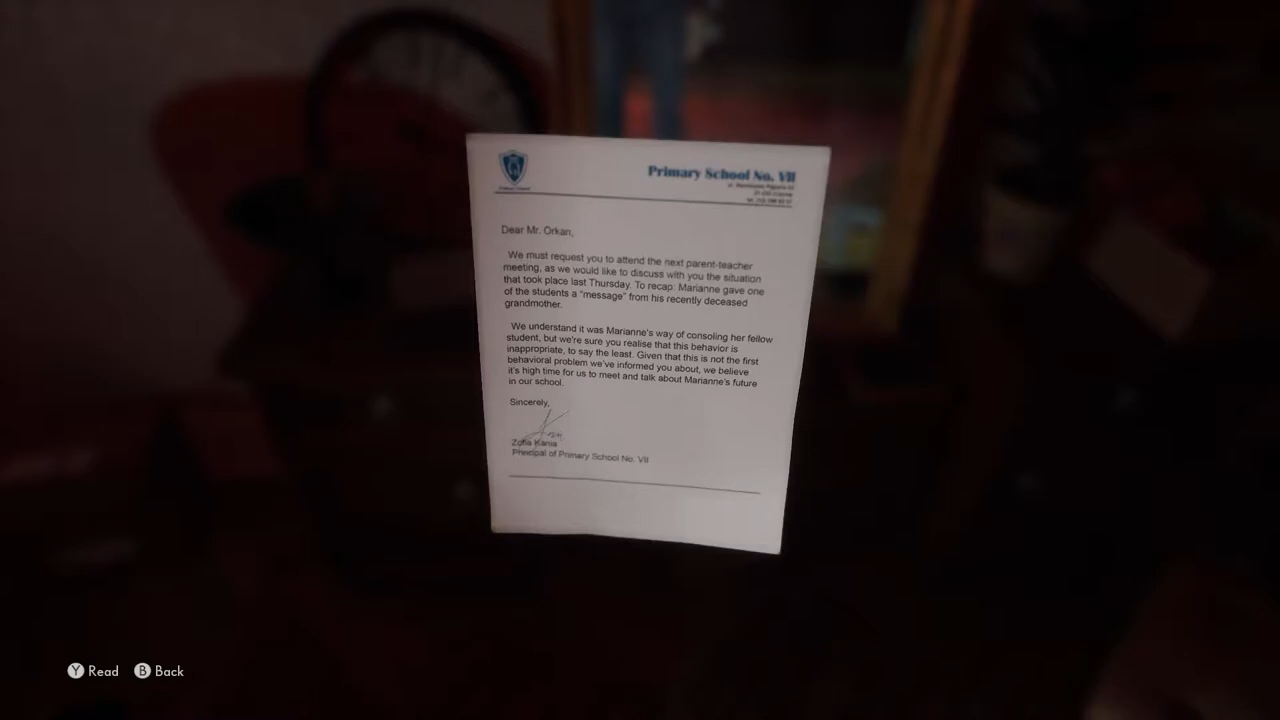 Primary School No. VII
Dear Mr. Orkan,
We must request you to attend the next parent-teacher
meeting, as we would like to discuss with you the situation
that took place last Thursday. To recap: Marianne gave one
of the students a "message" from his recently deceased
grandmother.
We understand it was Marianne's way of consoling her fellow
student, but we're sure you realise that this behavior is
inappropriate, to say the least. Given that this is not the first
behavioral problem we've informed you about, we believe
it's high time for us to meet and talk about Marianne's future
in our school.
Sincerely,
Zofia Kania
Principal of Primary School No. VII
Y Read B Back